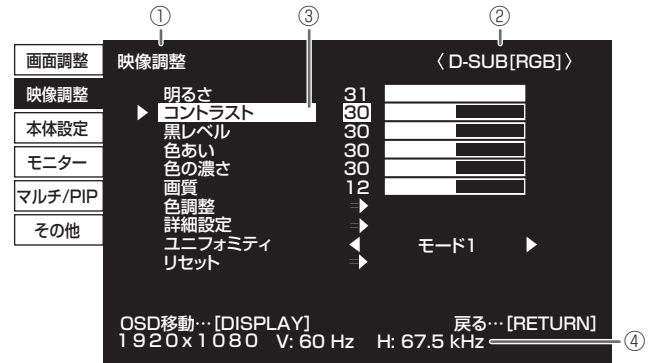 ① ③ ②
画面調整
映像調整
本体設定
モニター
マルチ/PIP
その他
映像調整 〈 D-SUB[RGB] 〉
明るさ 31
コントラスト 30
黒レベル 30
色あい 30
色の濃さ 30
画質 12
色調整
詳細設定
ユニフォミティ モード1
リセット
OSD移動…[DISPLAY] 戻る…[RETURN]
1920x1080 V: 60 Hz H: 67.5 kHz ④